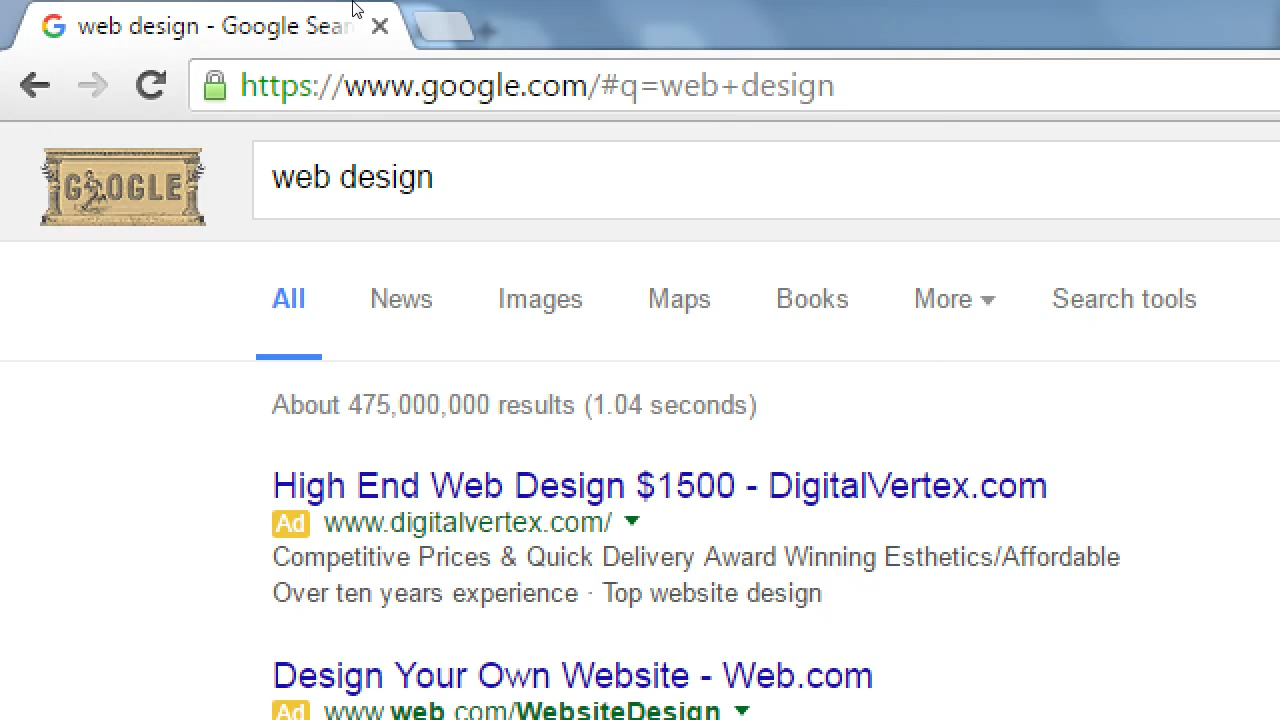 web design - Google Sear
https://www.google.com/#q=web+design
GOOGLE
web design
All News Images Maps Books More Search tools
About 475,000,000 results (1.04 seconds)
High End Web Design $1500 - DigitalVertex.com
Ad www.digitalvertex.com/
Competitive Prices & Quick Delivery Award Winning Esthetics/Affordable
Over ten years experience · Top website design
Design Your Own Website - Web.com
Ad www.web.com/WebsiteDesign